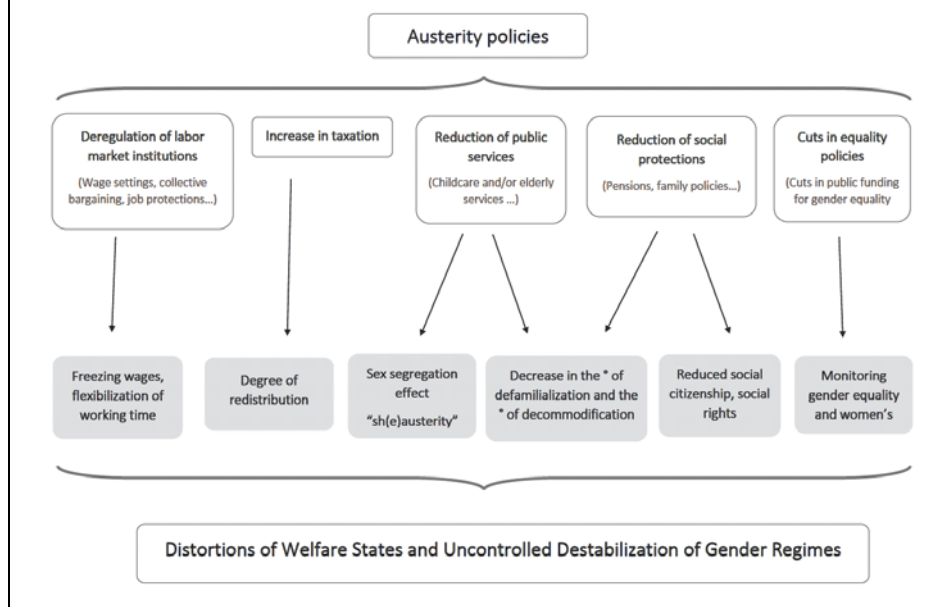 Austerity policies
Deregulation of labor
market institutions
(Wage settings, collective
bargaining, job protections...)
Increase in taxation
Reduction of public
services
(Childcare and/or elderly
services ...)
Reduction of social
protections
(Pensions, family policies...)
Cuts in equality
policies
(Cuts in public funding
for gender equality
Freezing wages,
flexibilization of
working time
Degree of
redistribution
Sex segregation
effect
"sh(e)austerity"
Decrease in the * of
defamilialization and the
* of decommodification
Reduced social
citizenship, social
rights
Monitoring
gender equality
and women's
Distortions of Welfare States and Uncontrolled Destabilization of Gender Regimes